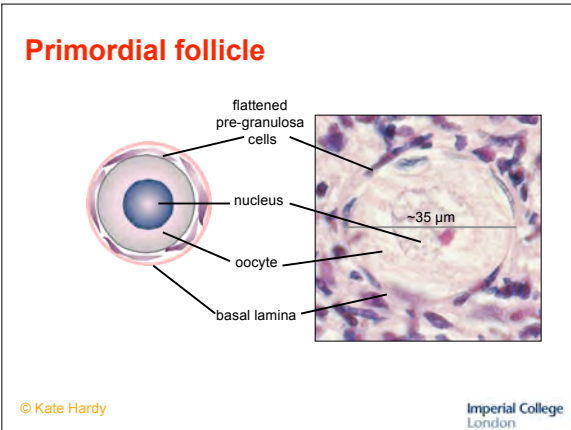 Primordial follicle
flattened
pre-granulosa
cells
nucleus
~35 µm
oocyte
basal lamina
© Kate Hardy
Imperial College
London